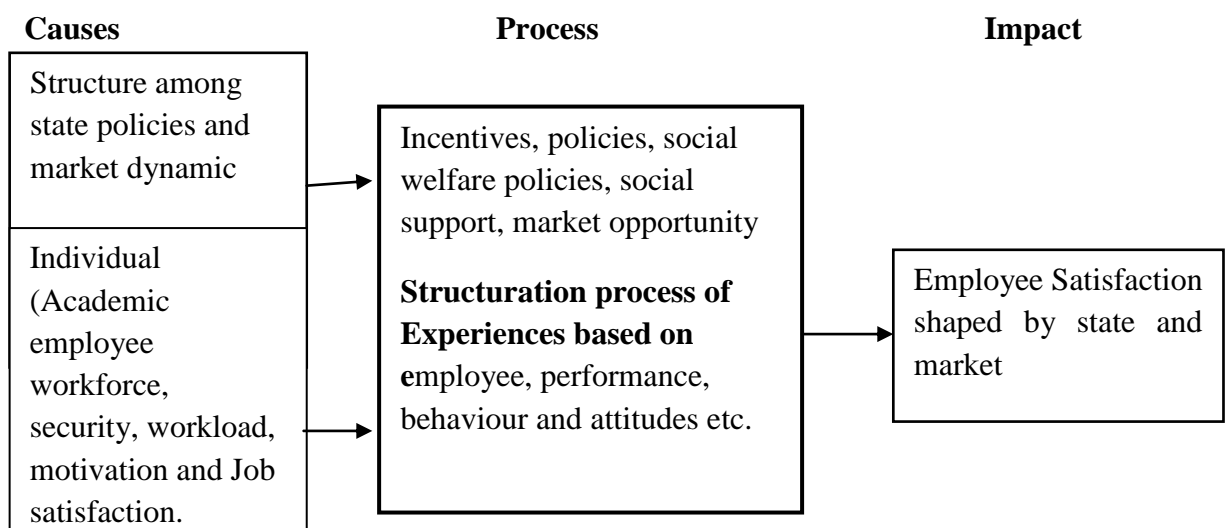 Causes
Process
Impact
Structure among
state policies and
market dynamic
Individual
(Academic
employee
workforce,
security, workload,
motivation and Job
satisfaction.
Incentives, policies, social
welfare policies, social
support, market opportunity
Structuration process of
Experiences based on
employee, performance,
behaviour and attitudes etc.
Employee Satisfaction
shaped by state and
market